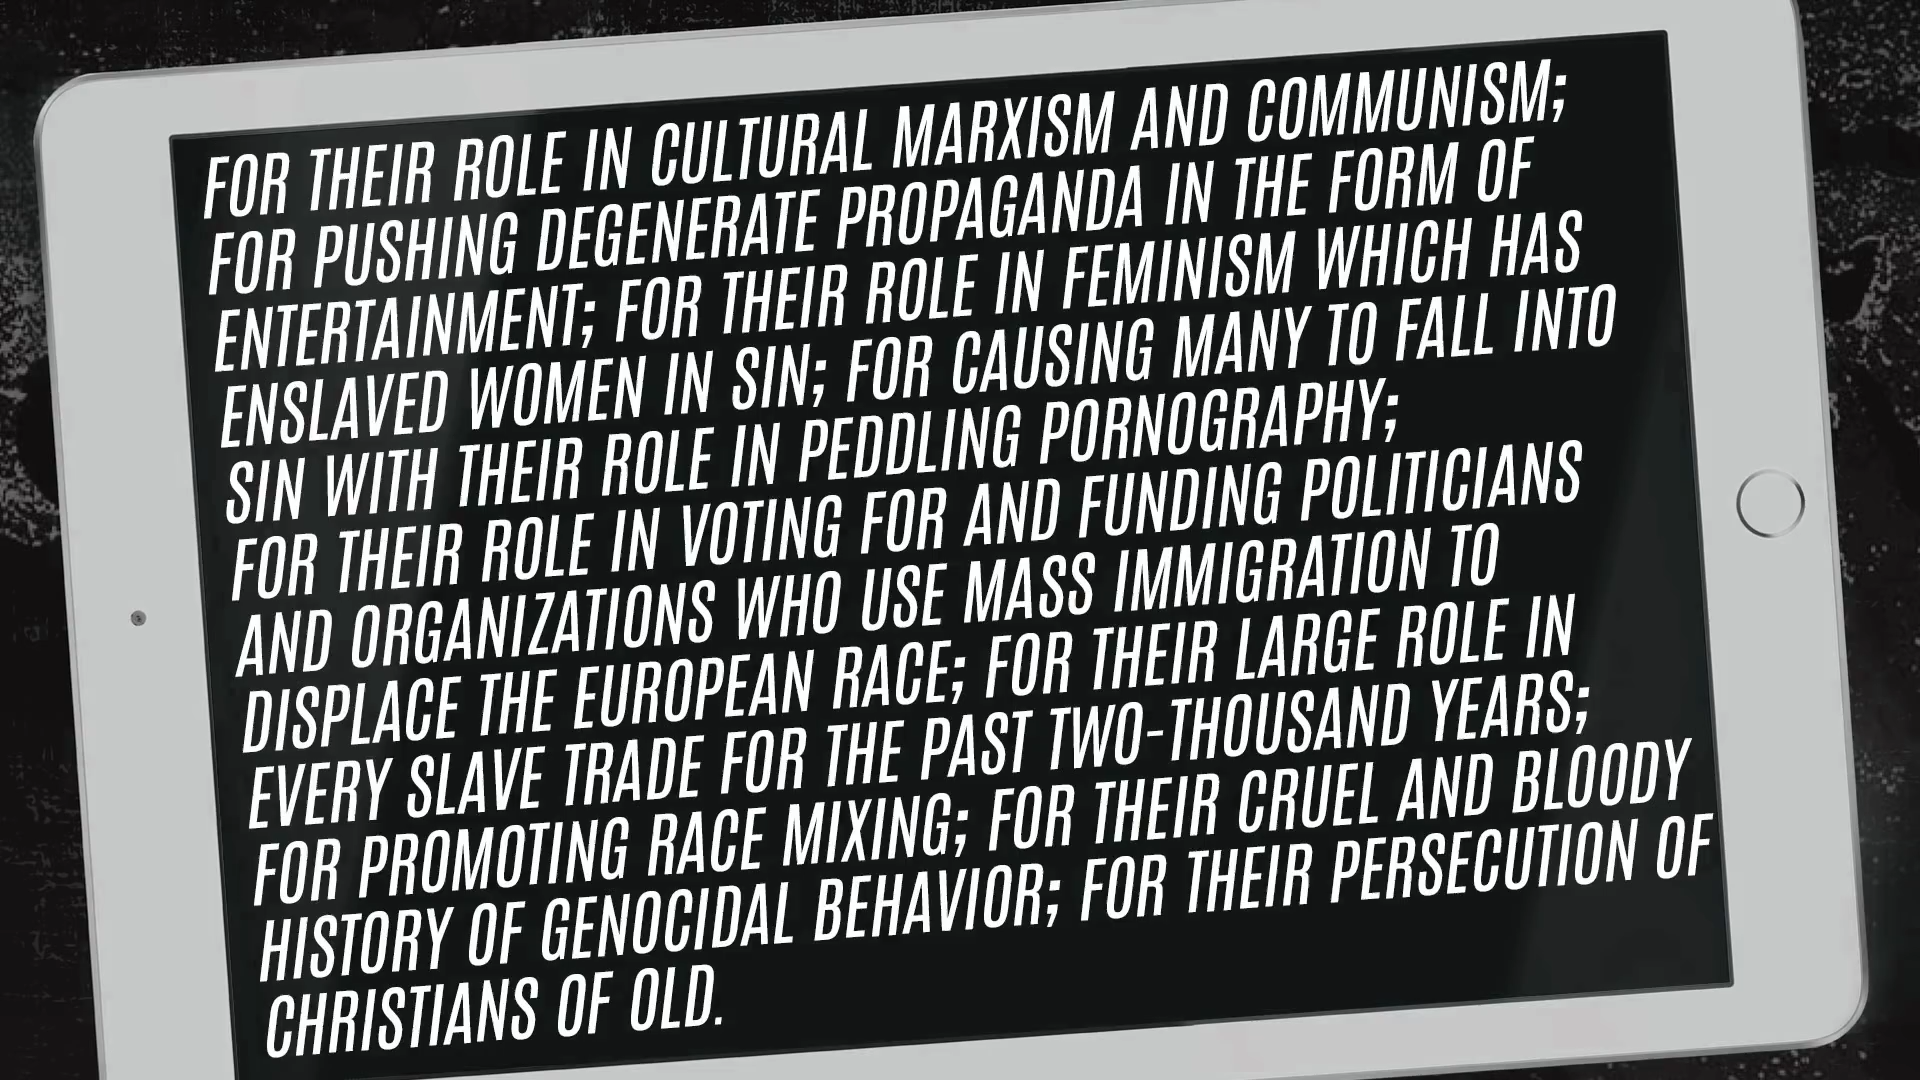 FOR THEIR ROLE IN CULTURAL MARXISM AND COMMUNISM;
FOR PUSHING DEGENERATE PROPAGANDA IN THE FORM OF
ENTERTAINMENT; FOR THEIR ROLE IN FEMINISM WHICH HAS
ENSLAVED WOMEN IN SIN; FOR CAUSING MANY TO FALL INTO
SIN WITH THEIR ROLE IN PEDDLING PORNOGRAPHY;
FOR THEIR ROLE IN VOTING FOR AND FUNDING POLITICIANS
AND ORGANIZATIONS WHO USE MASS IMMIGRATION TO
DISPLACE THE EUROPEAN RACE; FOR THEIR LARGE ROLE IN
EVERY SLAVE TRADE FOR THE PAST TWO-THOUSAND YEARS;
FOR PROMOTING RACE MIXING; FOR THEIR CRUEL AND BLOODY
HISTORY OF GENOCIDAL BEHAVIOR; FOR THEIR PERSECUTION OF
CHRISTIANS OF OLD.